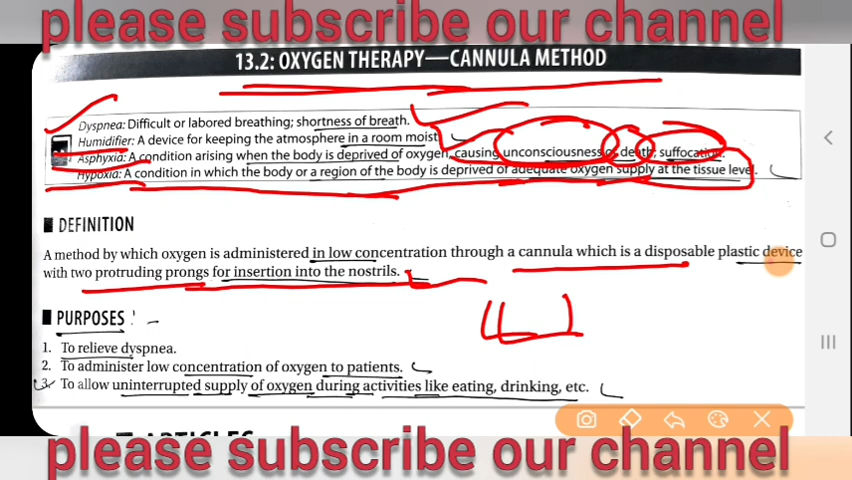 please subscribe our channel
13.2: OXYGEN THERAPY—CANNULA METHOD
Dyspnea: Difficult or labored breathing; shortness of breath.
Humidifier: A device for keeping the atmosphere in a room moist.
Asphyxia: A condition arising when the body is deprived of oxygen, causing unconsciousness or death; suffocation.
Hypoxia: A condition in which the body or a region of the body is deprived of adequate oxygen supply at the tissue level.
DEFINITION
A method by which oxygen is administered in low concentration through a cannula which is a disposable plastic device
with two protruding prongs for insertion into the nostrils.
PURPOSES
1. To relieve dyspnea.
2. To administer low concentration of oxygen to patients.
3. To allow uninterrupted supply of oxygen during activities like eating, drinking, etc.
ARTICLES
please subscribe our channel